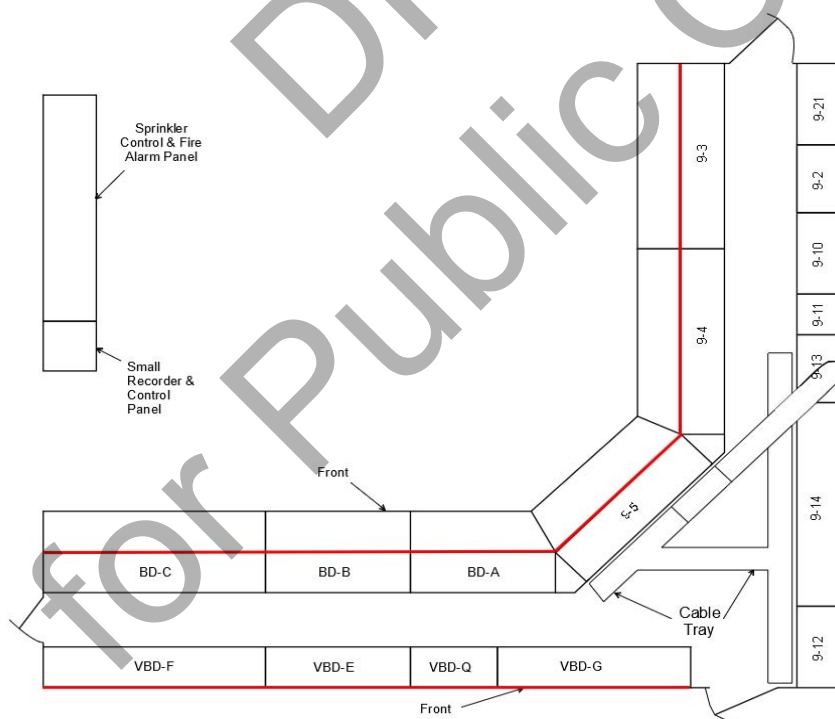 Sprinkler
Control & Fire
Alarm Panel
Small
Recorder &
Control
Panel
9-3
9-4
9-5
9-21
9-2
9-10
9-11
9-13
9-14
9-12
Front
BD-C
BD-B
BD-A
Cable
Tray
VBD-F
VBD-E
VBD-Q
VBD-G
Front
for Public